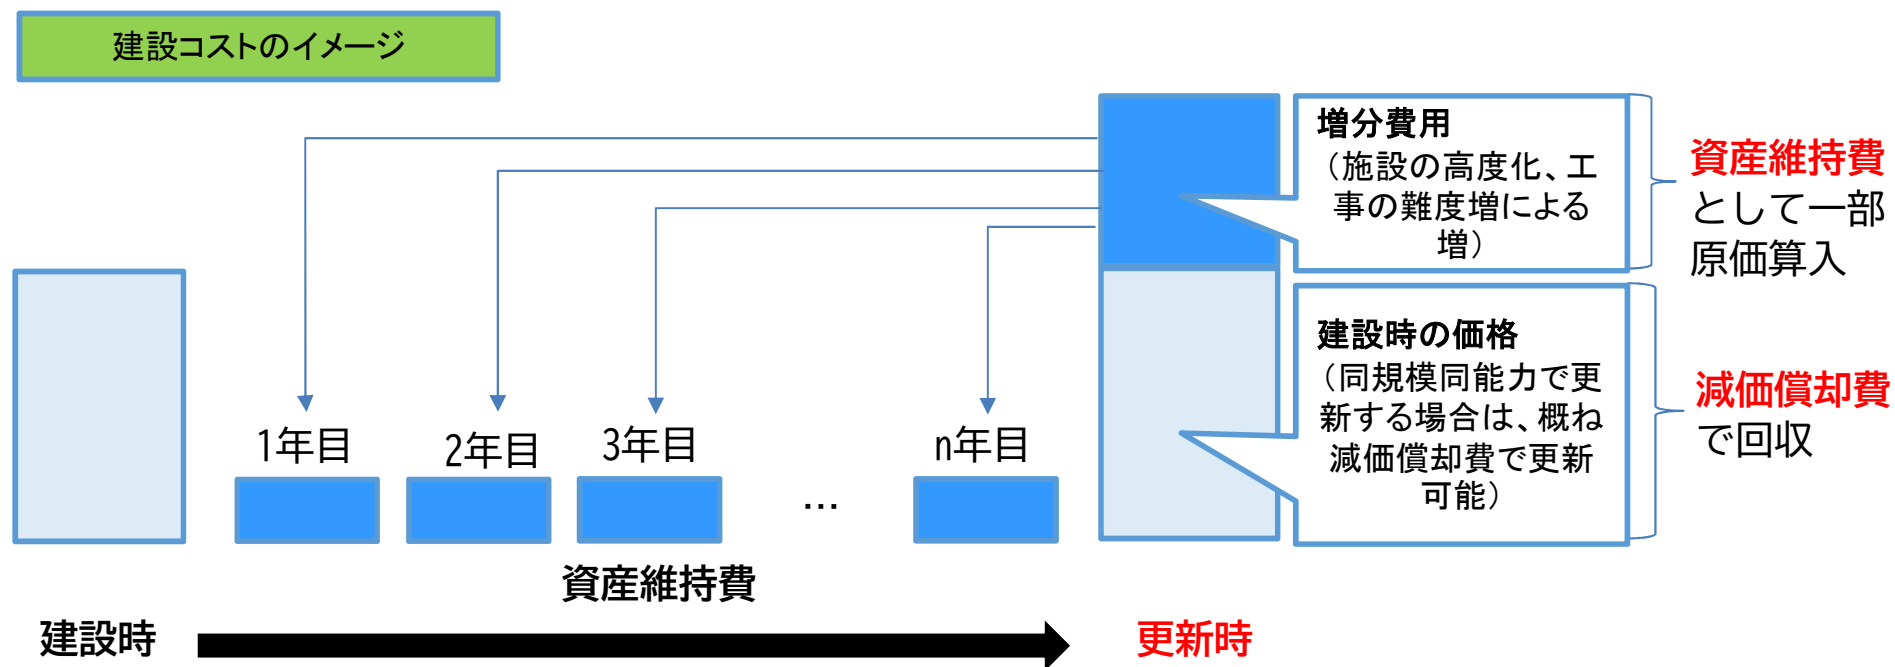 建設コストのイメージ
増分費用
（施設の高度化、工
事の難度増による
増）
資産維持費
として一部
原価算入
建設時の価格
（同規模同能力で更
新する場合は、概ね
減価償却費で更新
可能）
減価償却費
で回収
1年目
2年目
3年目
…
n年目
資産維持費
建設時
更新時